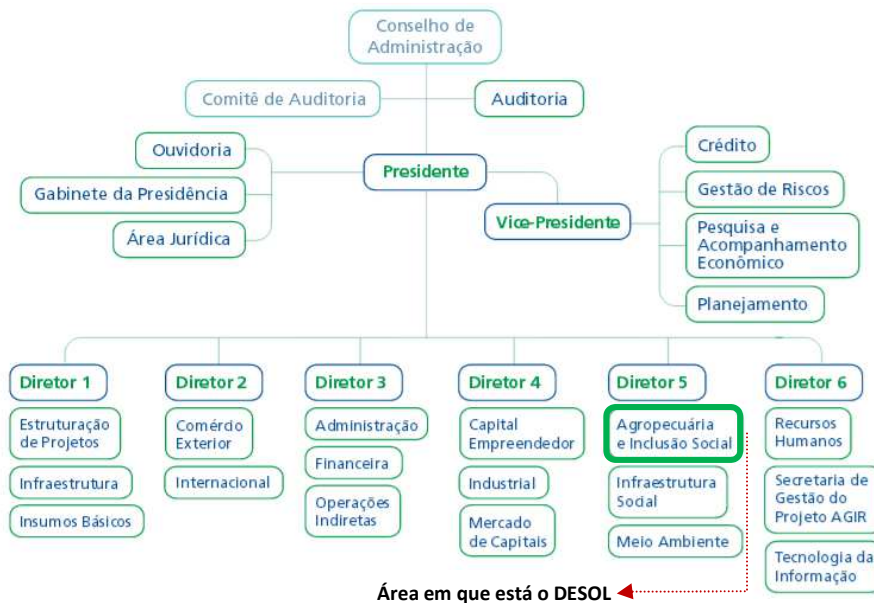 Conselho de
Administração
Comitê de Auditoria
Auditoria
Ouvidoria
Gabinete da Presidência
Área Jurídica
Presidente
Vice-Presidente
Crédito
Gestão de Riscos
Pesquisa e
Acompanhamento
Econômico
Planejamento
Diretor 1
Estruturação
de Projetos
Infraestrutura
Insumos Básicos
Diretor 2
Comércio
Exterior
Internacional
Diretor 3
Administração
Financeira
Operações
Indiretas
Diretor 4
Capital
Empreendedor
Industrial
Mercado
de Capitais
Diretor 5
Agropecuária
e Inclusão Social
Infraestrutura
Social
Meio Ambiente
Diretor 6
Recursos
Humanos
Secretaria de
Gestão do
Projeto AGIR
Tecnologia da
Informação
Área em que está o DESOL